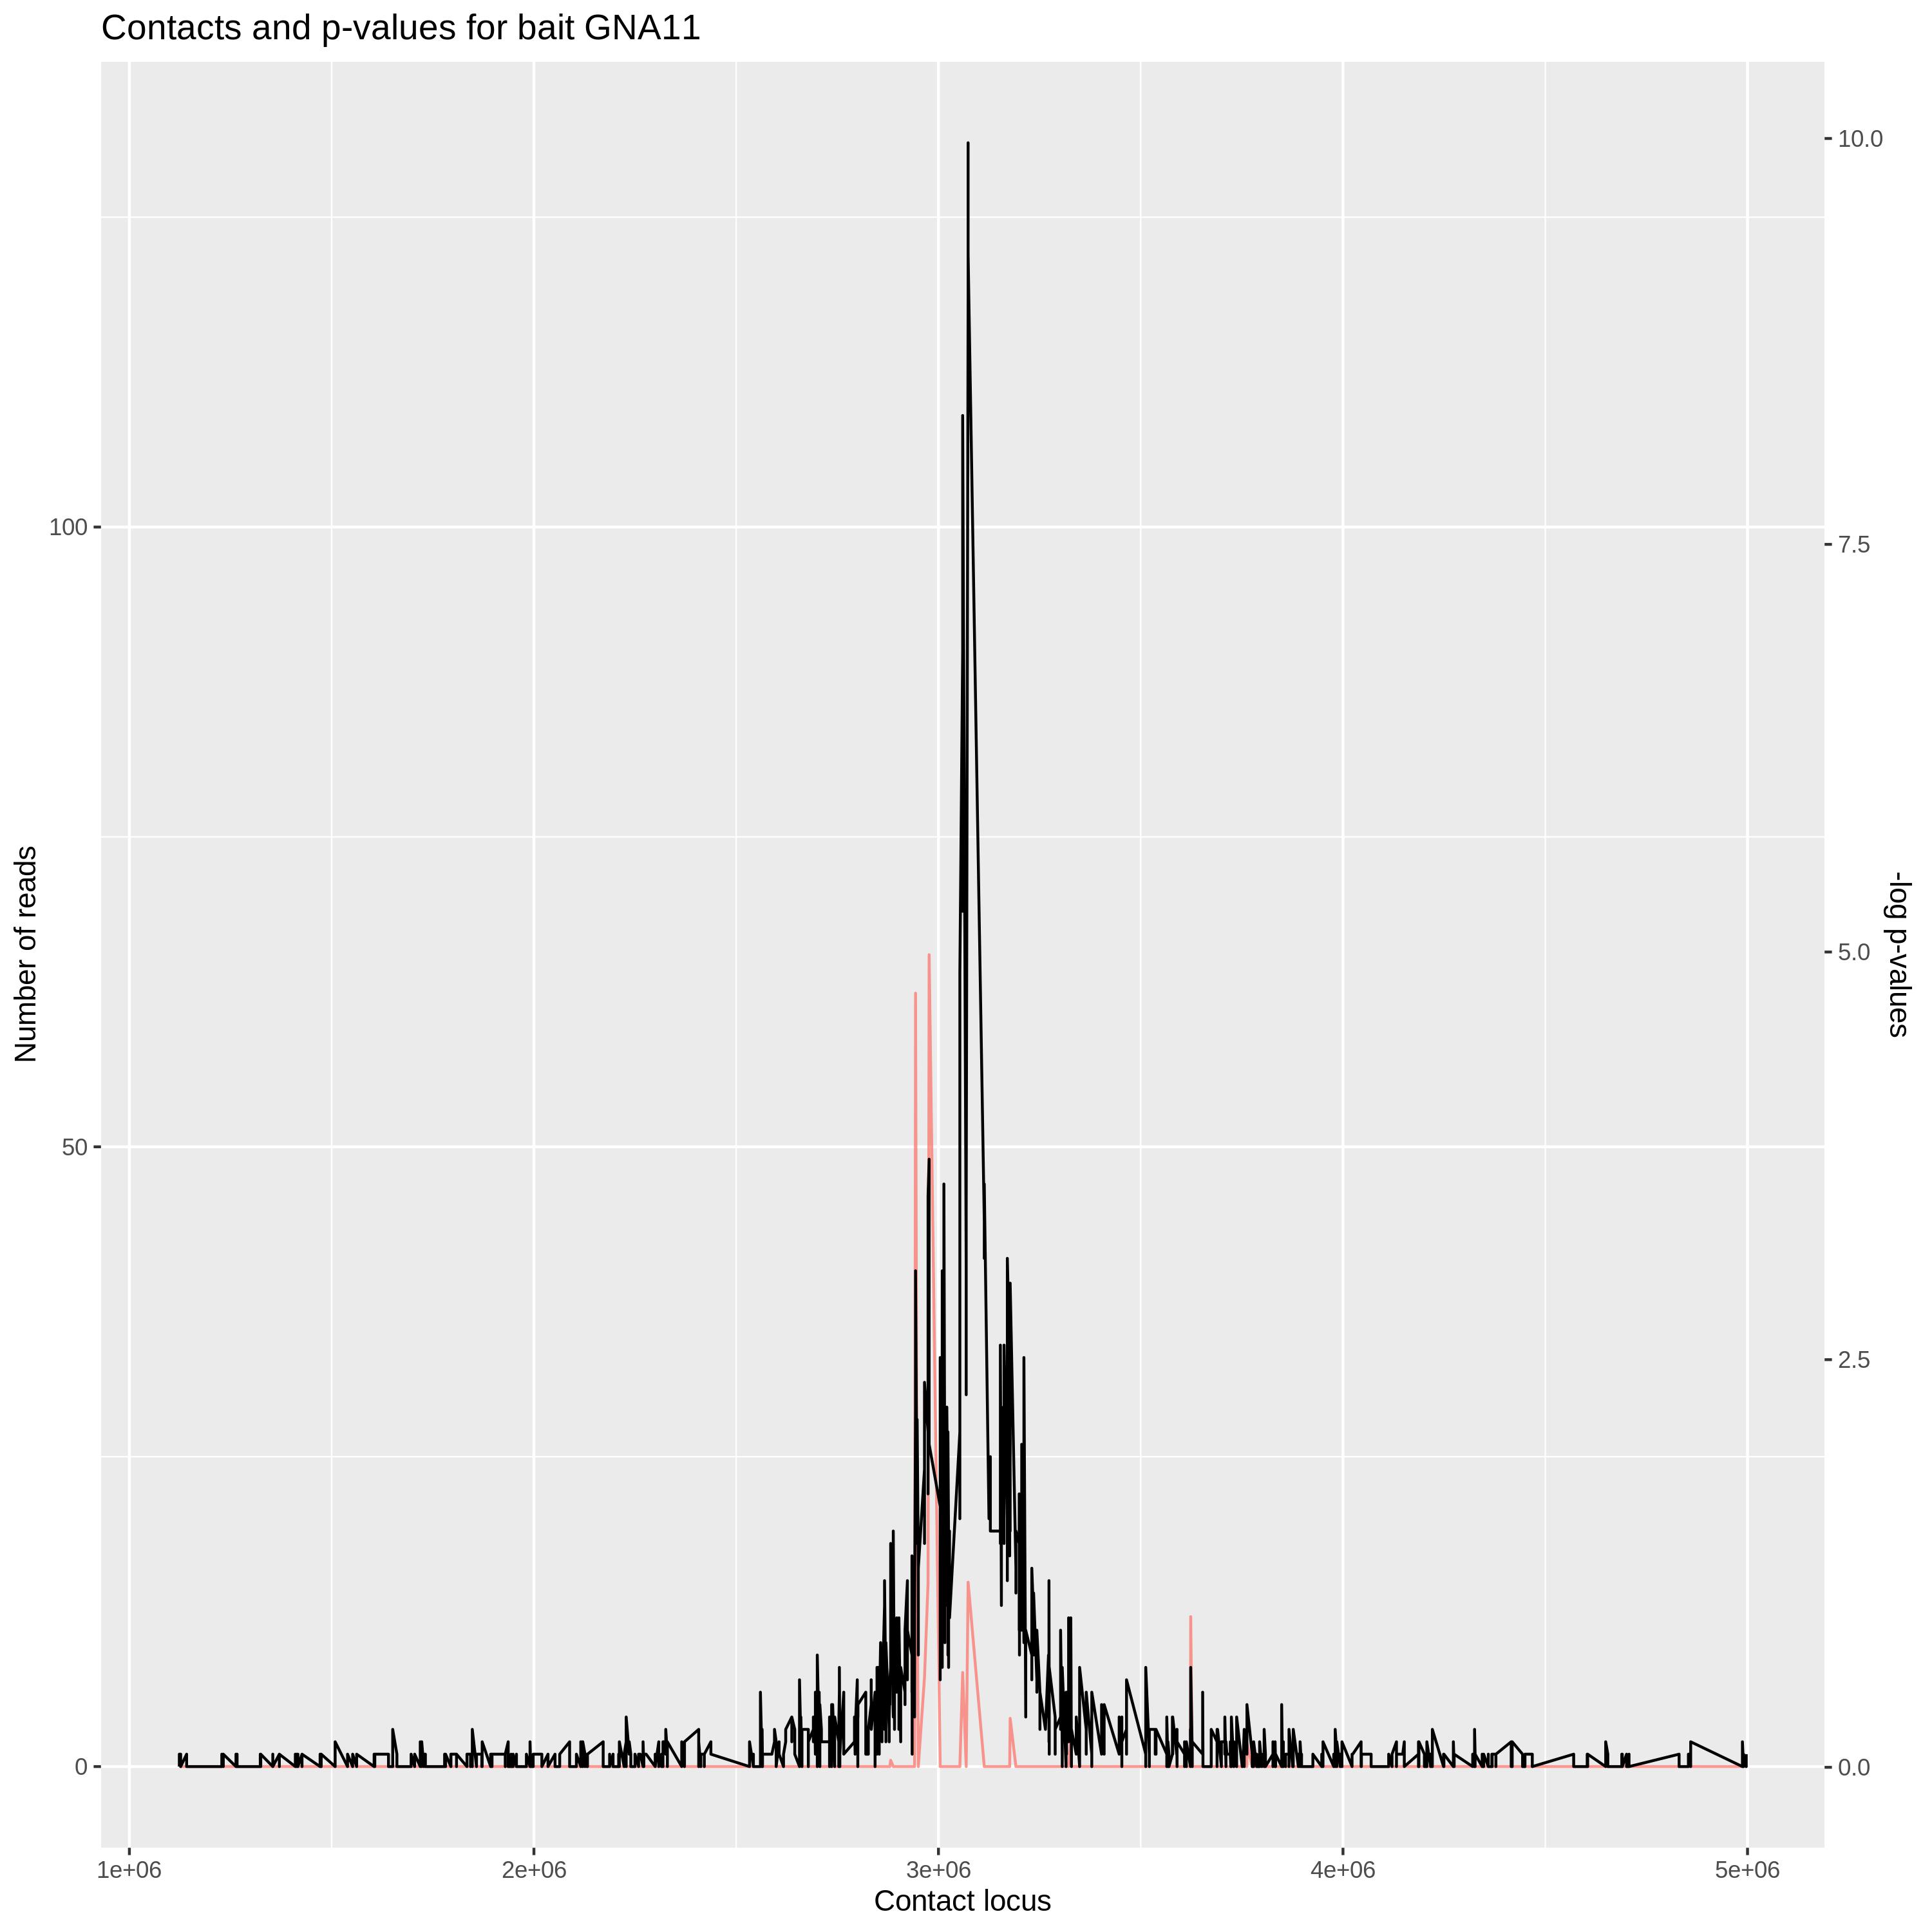 Contacts and p-values for bait GNA11
Number of reads
100
50
0
10.0
7.5
5.0
2.5
0.0
-log p-values
1e+06
2e+06
3e+06
4e+06
5e+06
Contact locus